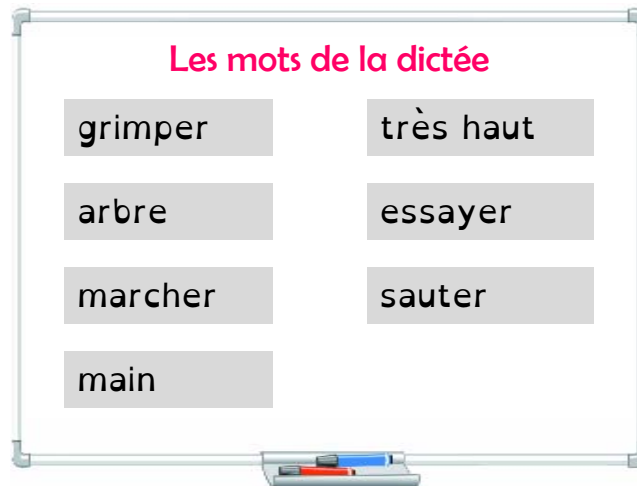 Les mots de la dictée
grimper
très haut
arbre
essayer
marcher
sauter
main